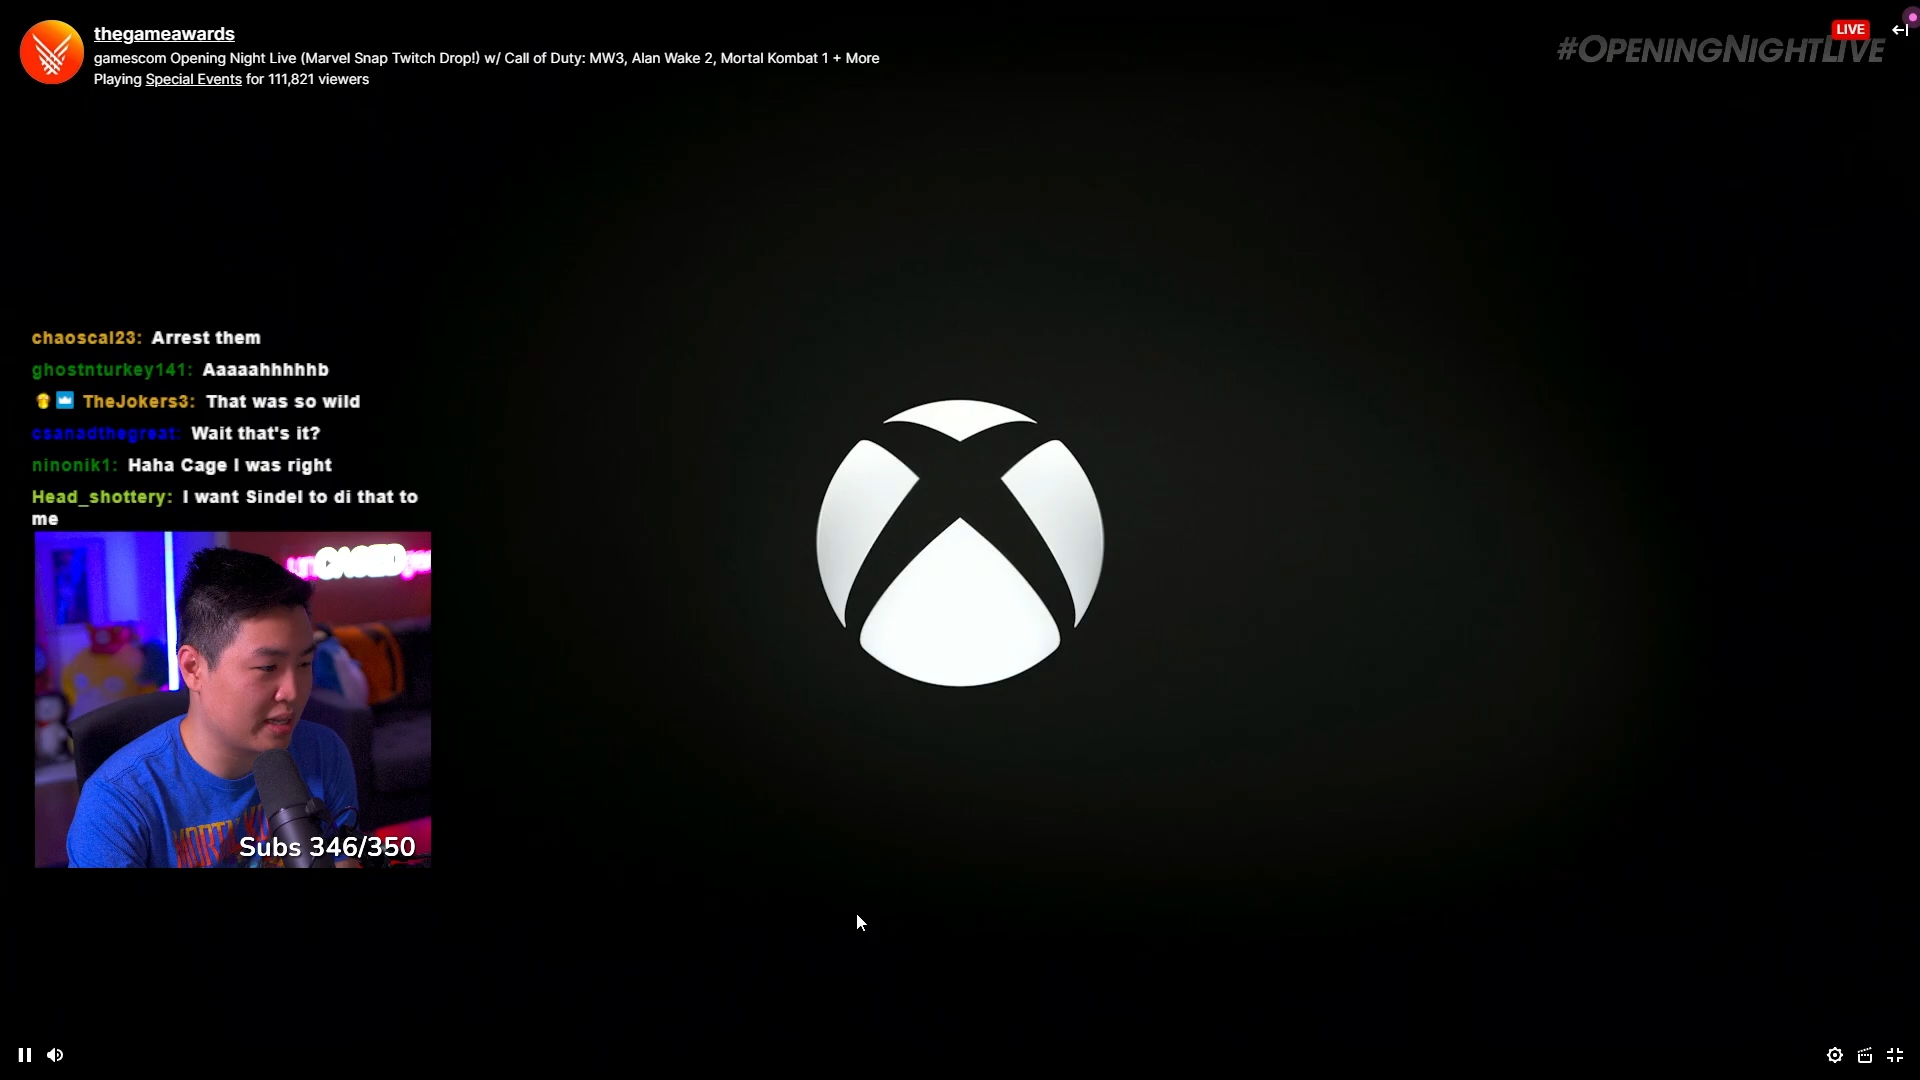 thegameawards
gamescom Opening Night Live (Marvel Snap Twitch Drop!) w/ Call of Duty: MW3, Alan Wake 2, Mortal Kombat 1 + More
Playing Special Events for 111,821 viewers
LIVE
#OPENINGNIGHTLIVE
chaoscal23: Arrest them
ghostnturkey141: Aaaaahhhhhb
TheJokers3: That was so wild
csanadthegreat: Wait that's it?
ninonik1: Haha Cage I was right
Head_shottery: I want Sindel to di that to
me
Subs 346/350